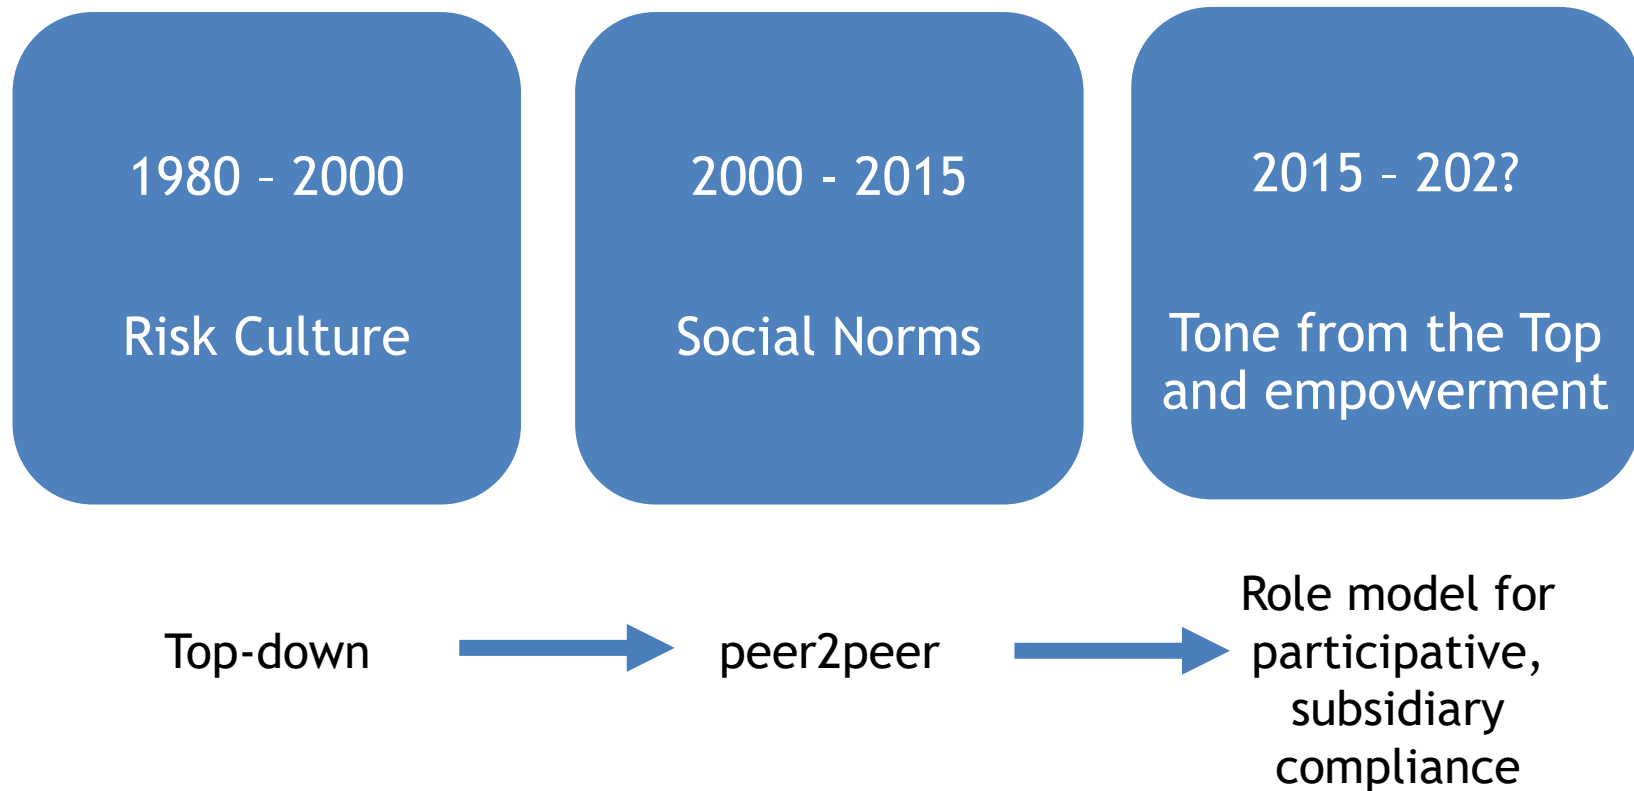 1980 – 2000
Risk Culture
2000 - 2015
Social Norms
2015 – 202?
Tone from the Top
and empowerment
Top-down
peer2peer
Role model for
participative,
subsidiary
compliance